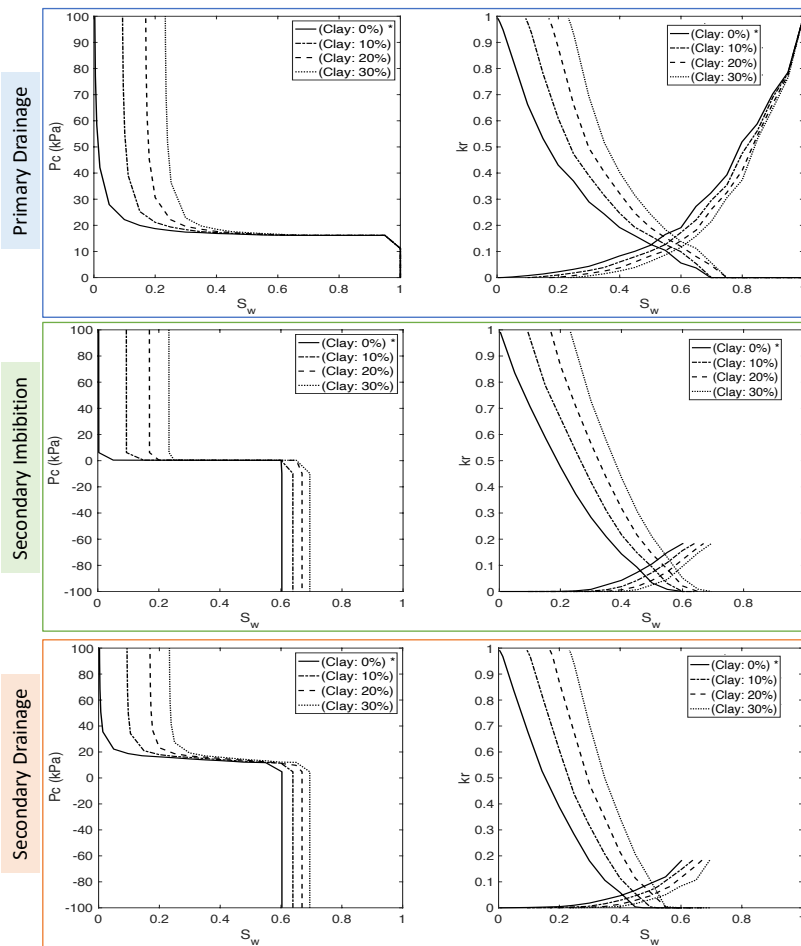 Primary Drainage
100
90
80
70
60
50
40
30
20
10
0
Pc (kPa)
0 0.2 0.4 0.6 0.8 1
S_w
(Clay: 0%) *
(Clay: 10%)
(Clay: 20%)
(Clay: 30%)
1
0.9
0.8
0.7
0.6
0.5
0.4
0.3
0.2
0.1
0
kr
0 0.2 0.4 0.6 0.8 1
S_w
(Clay: 0%) *
(Clay: 10%)
(Clay: 20%)
(Clay: 30%)
Secondary Imbibition
100
80
60
40
20
0
-20
-40
-60
-80
-100
Pc (kPa)
0 0.2 0.4 0.6 0.8 1
S_w
(Clay: 0%) *
(Clay: 10%)
(Clay: 20%)
(Clay: 30%)
1
0.9
0.8
0.7
0.6
0.5
0.4
0.3
0.2
0.1
0
kr
0 0.2 0.4 0.6 0.8 1
S_w
(Clay: 0%) *
(Clay: 10%)
(Clay: 20%)
(Clay: 30%)
Secondary Drainage
100
80
60
40
20
0
-20
-40
-60
-80
-100
Pc (kPa)
0 0.2 0.4 0.6 0.8 1
S_w
(Clay: 0%) *
(Clay: 10%)
(Clay: 20%)
(Clay: 30%)
1
0.9
0.8
0.7
0.6
0.5
0.4
0.3
0.2
0.1
0
kr
0 0.2 0.4 0.6 0.8 1
S_w
(Clay: 0%) *
(Clay: 10%)
(Clay: 20%)
(Clay: 30%)